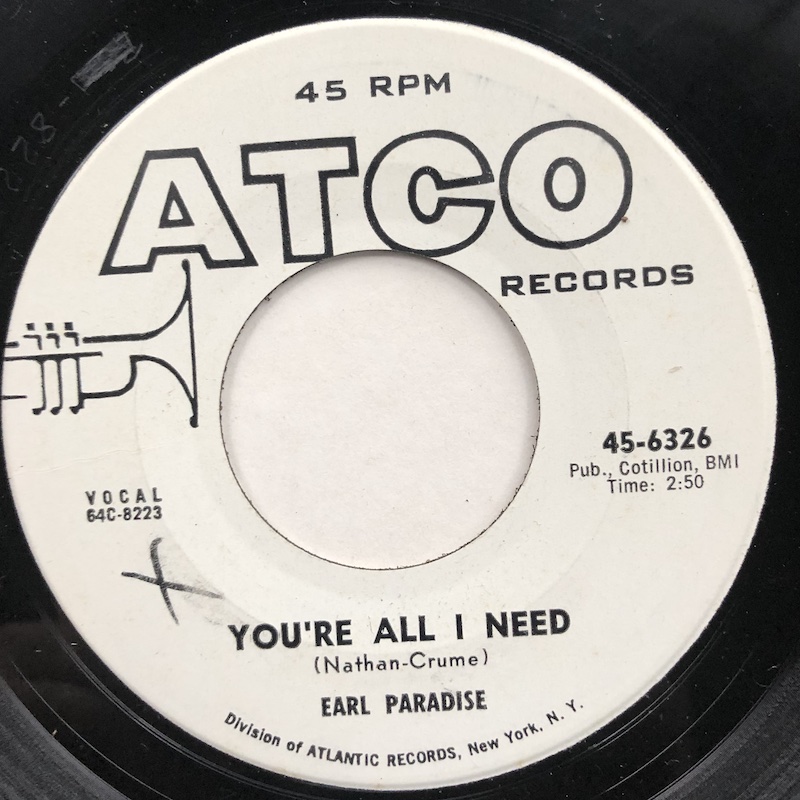 45 RPM
ATCO
RECORDS
45-6326
Pub., Cotillion, BMI
Time: 2:50
VOCAL
64C-8223
X
YOU'RE ALL I NEED
(Nathan-Crume)
EARL PARADISE
Division of ATLANTIC RECORDS, New York, N. Y.